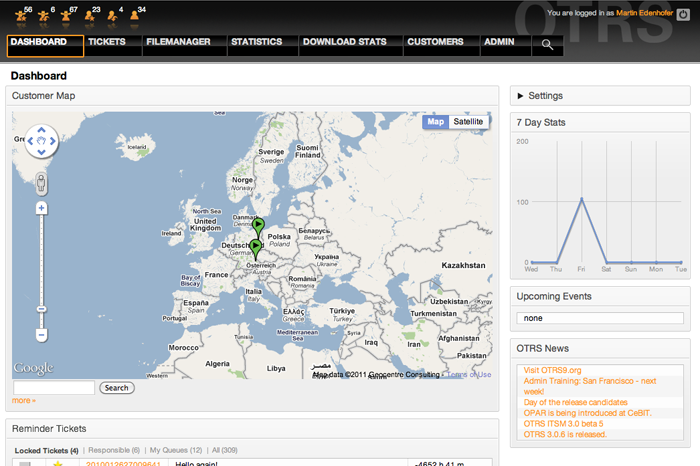 56 6 67 23 4 34
You are logged in as Martin Edenhofer
OTRS
DASHBOARD TICKETS FILEMANAGER STATISTICS DOWNLOAD STATS CUSTOMERS ADMIN
Dashboard
Customer Map
Map Satellite
Iceland
Sverige
Sweden
Suomi
Finland
Norge
Norway
North Sea
United
Kingdom
Ireland
Danmark
Polska
Poland
Беларусь
Belarus
Deutschland
Germany
Україна
Ukraine
Österreich
Austria
France
Bay of
Biscay
România
Romania
Italia
Italy
España
Spain
Portugal
Ελλάς
Greece
Türkiye
Turkey
Kazakhstan
Uzbekistan
Turkmenistan
Afghanistan
Pakistan
Iran
Iraq
Syria
Mediterranean
Sea
Tunisia
Morocco
Algeria
Libya
مصر
Egypt
Western
Google
Map data ©2011 Geocentre Consulting - Terms of Use
Search
more »
Reminder Tickets
Locked Tickets (4) | Responsible (6) | My Queues (12) | All (309)
2010012627009641 Hello again! -4652 h 41 m
Settings
7 Day Stats
200
100
0
Wed Thu Fri Sat Sun Mon Tue
Upcoming Events
none
OTRS News
Visit OTRS9.org
Admin Training: San Francisco - next
week!
Day of the release candidates
OPAR is being introduced at CeBIT.
OTRS ITSM 3.0 beta 5
OTRS 3.0.6 is released.